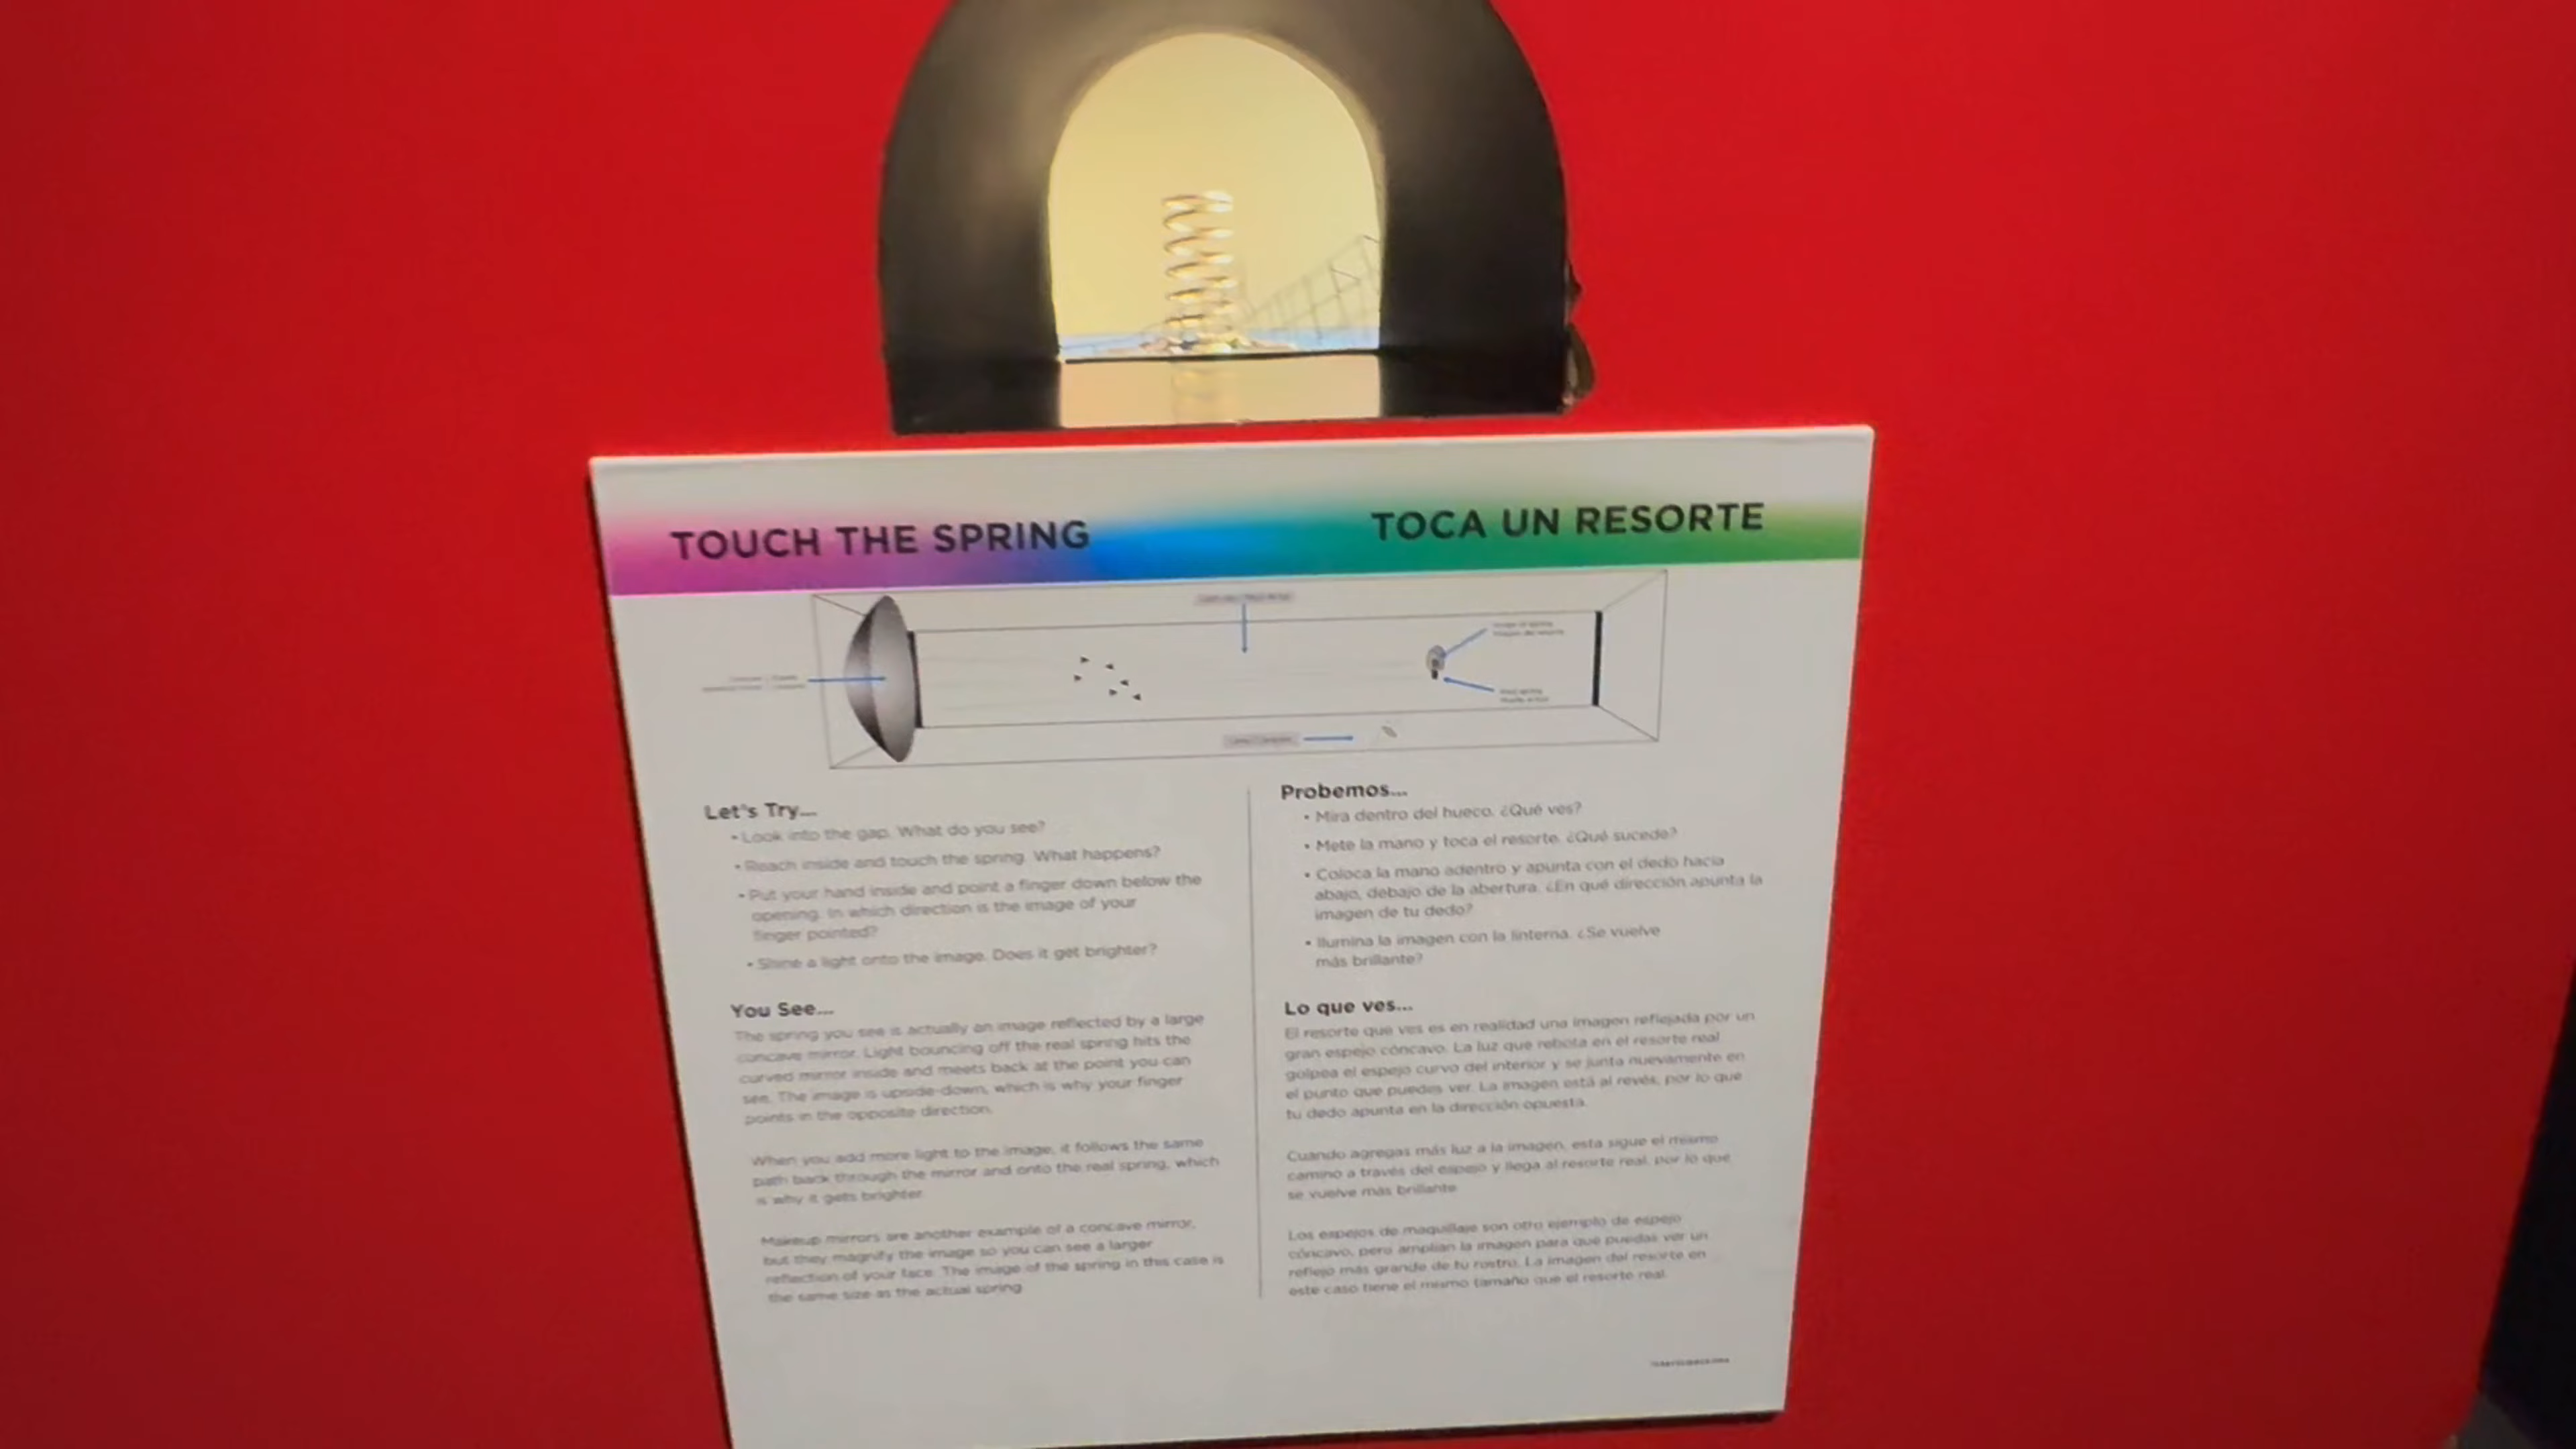 TOUCH THE SPRING
TOCA UN RESORTE
Let's Try...
• Look into the gap. What do you see?
• Reach inside and touch the spring. What happens?
• Put your hand inside and point a finger down below the
opening. In which direction is the image of your
finger pointed?
• Shine a light onto the image. Does it get brighter?
You See...
The spring you see is actually an image reflected by a large
concave mirror. Light bouncing off the real spring hits the
curved mirror inside and meets back at the point you can
see. The image is upside-down, which is why your finger
points in the opposite direction.
When you add more light to the image, it follows the same
path back through the mirror and onto the real spring, which
is why it gets brighter.
Makeup mirrors are another example of a concave mirror,
but they magnify the image so you can see a larger
reflection of your face. The image of the spring in this case is
the same size as the actual spring.
Probemos...
• Mira dentro del hueco. ¿Qué ves?
• Mete la mano y toca el resorte. ¿Qué sucede?
• Coloca la mano adentro y apunta con el dedo hacia
abajo, debajo de la abertura. ¿En qué dirección apunta la
imagen de tu dedo?
• Ilumina la imagen con la linterna. ¿Se vuelve
más brillante?
Lo que ves...
El resorte que ves es en realidad una imagen reflejada por un
gran espejo cóncavo. La luz que rebota en el resorte real
golpea el espejo curvo del interior y se junta nuevamente en
el punto que puedes ver. La imagen está al revés, por lo que
tu dedo apunta en la dirección opuesta.
Cuando agregas más luz a la imagen, esta sigue el mismo
camino a través del espejo y llega al resorte real, por lo que
se vuelve más brillante.
Los espejos de maquillaje son otro ejemplo de espejo
cóncavo, pero amplían la imagen para que puedas ver un
reflejo más grande de tu rostro. La imagen del resorte en
este caso tiene el mismo tamaño que el resorte real.